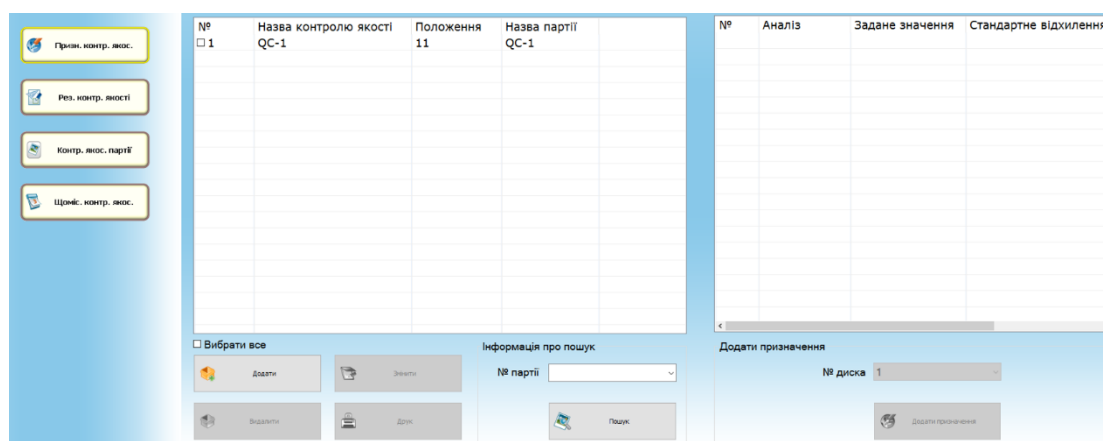 № Назва контролю якості Положення Назва партії
1 QC-1 11 QC-1
№ Аналіз Задане значення Стандартне відхилення
Призн. контр. якос.
Рез. контр. якості
Контр. якос. партії
Щоміс. контр. якос.
Вибрати все
Додати
Змінити
Видалити
Друк
Інформація про пошук
№ партії
Пошук
Додати призначення
№ диска 1
Додати призначення